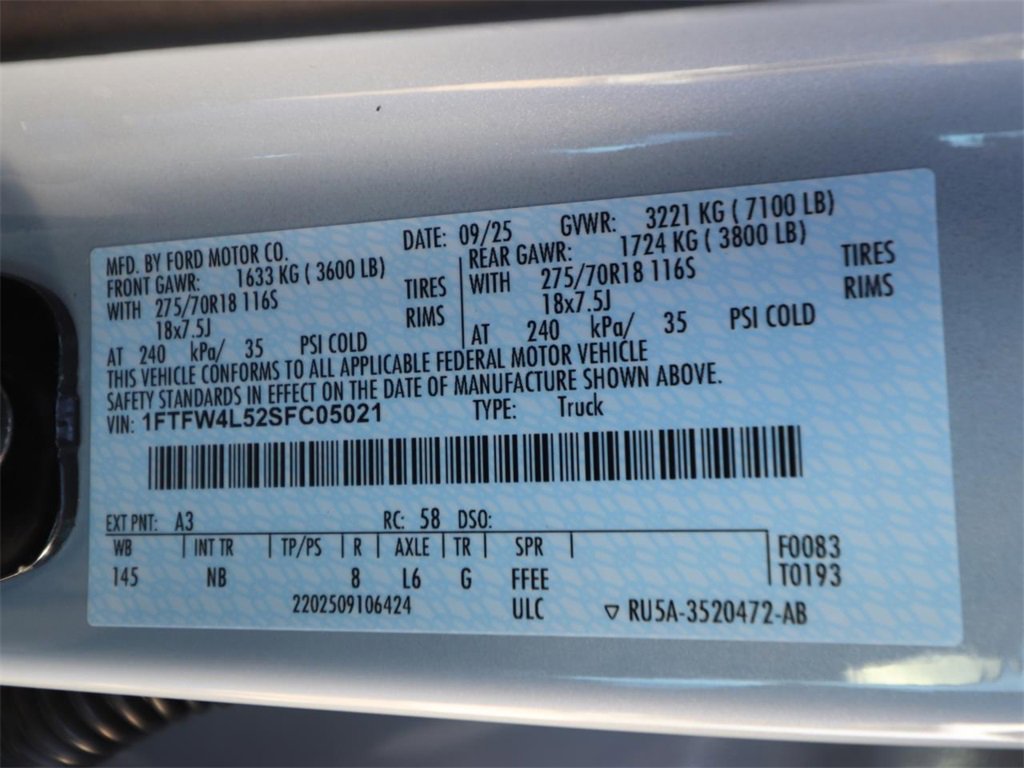 MFD. BY FORD MOTOR CO. DATE: 09/25 GVWR: 3221 KG ( 7100 LB)
FRONT GAWR: 1633 KG ( 3600 LB) REAR GAWR: 1724 KG ( 3800 LB)
WITH 275/70R18 116S TIRES WITH 275/70R18 116S TIRES
18x7.5J RIMS 18x7.5J RIMS
AT 240 kPa/ 35 PSI COLD AT 240 kPa/ 35 PSI COLD
THIS VEHICLE CONFORMS TO ALL APPLICABLE FEDERAL MOTOR VEHICLE
SAFETY STANDARDS IN EFFECT ON THE DATE OF MANUFACTURE SHOWN ABOVE.
VIN: 1FTFW4L52SFC05021 TYPE: Truck
EXT PNT: A3 RC: 58 DSO:
WB INT TR TP/PS R AXLE TR SPR F0083
145 NB 8 L6 G FFEE T0193
2202509106424 ULC ▽ RU5A-3520472-AB